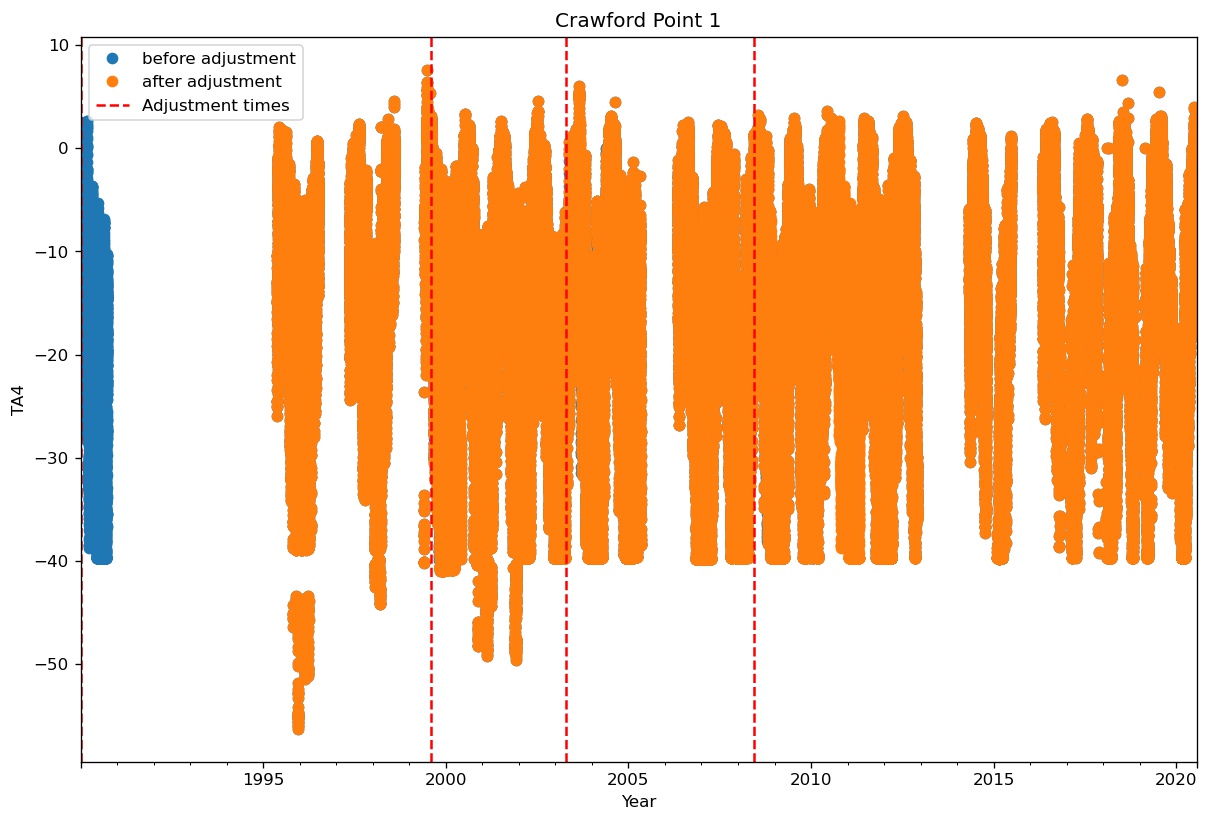 Crawford Point 1
before adjustment
after adjustment
Adjustment times
10
0
−10
−20
−30
−40
−50
TA4
1995 2000 2005 2010 2015 2020
Year